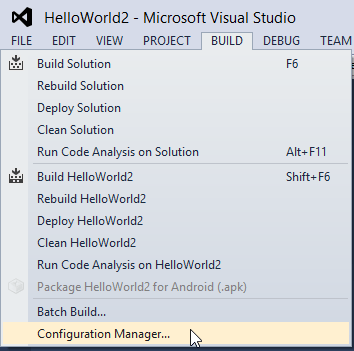 HelloWorld2 - Microsoft Visual Studio
FILE EDIT VIEW PROJECT BUILD DEBUG TEAM
Build Solution F6
Rebuild Solution
Deploy Solution
Clean Solution
Run Code Analysis on Solution Alt+F11
Build HelloWorld2 Shift+F6
Rebuild HelloWorld2
Deploy HelloWorld2
Clean HelloWorld2
Run Code Analysis on HelloWorld2
Package HelloWorld2 for Android (.apk)
Batch Build...
Configuration Manager...